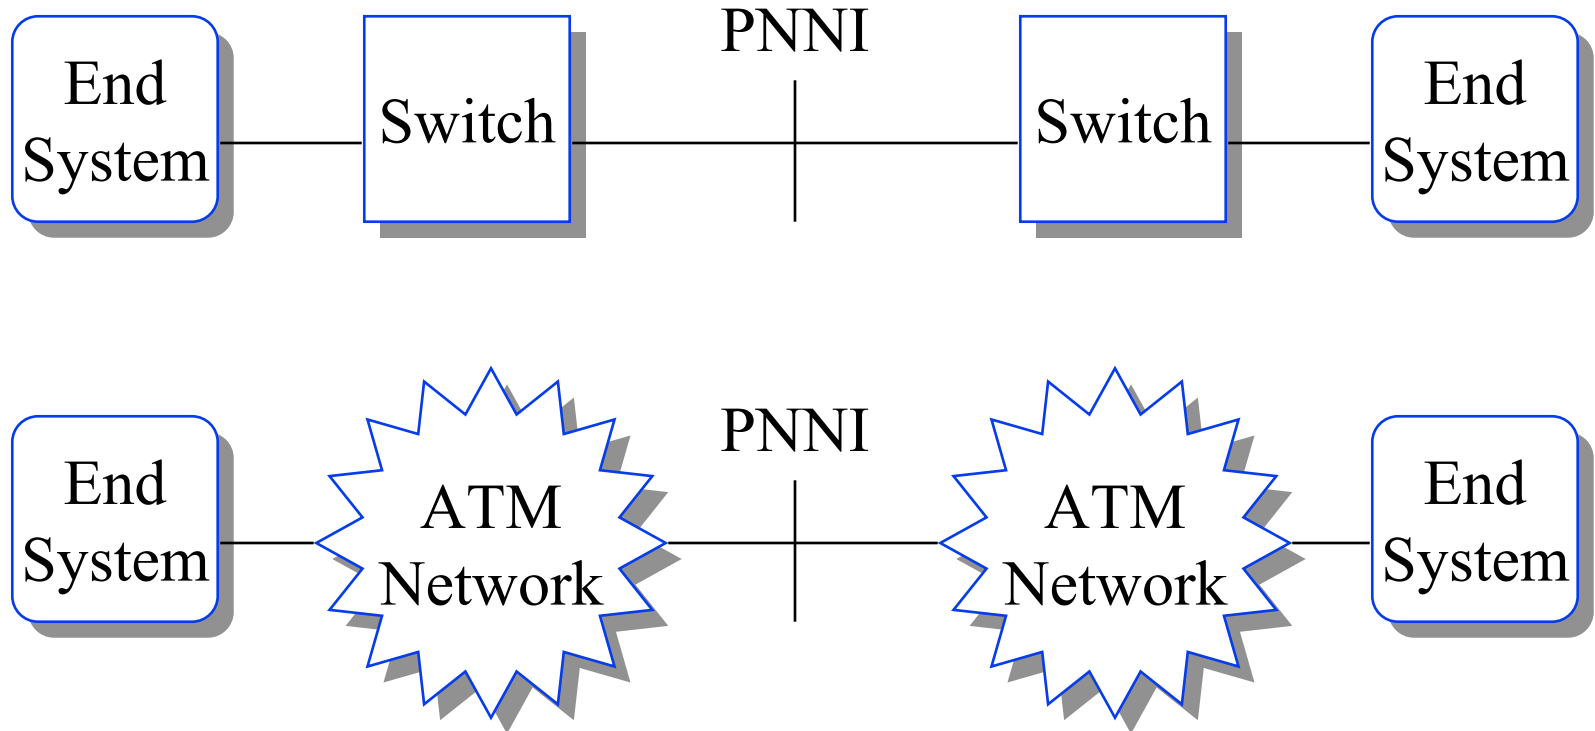 PNNI
End
System
Switch
Switch
End
System
PNNI
End
System
ATM
Network
ATM
Network
End
System